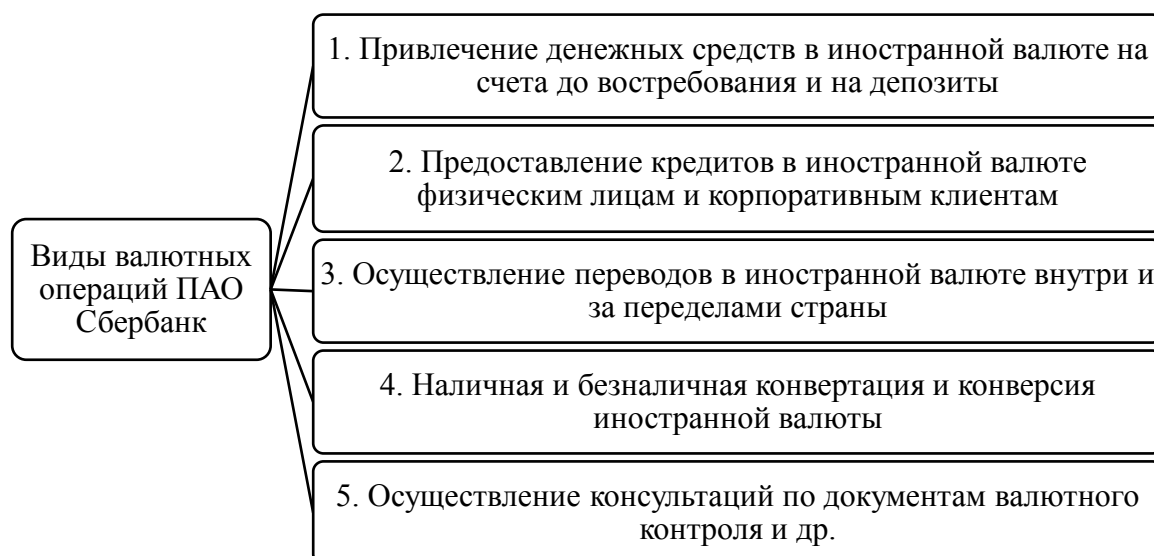 1. Привлечение денежных средств в иностранной валюте на
счета до востребования и на депозиты
2. Предоставление кредитов в иностранной валюте
физическим лицам и корпоративным клиентам
Виды валютных
операций ПАО
Сбербанк
3. Осуществление переводов в иностранной валюте внутри и
за переделами страны
4. Наличная и безналичная конвертация и конверсия
иностранной валюты
5. Осуществление консультаций по документам валютного
контроля и др.